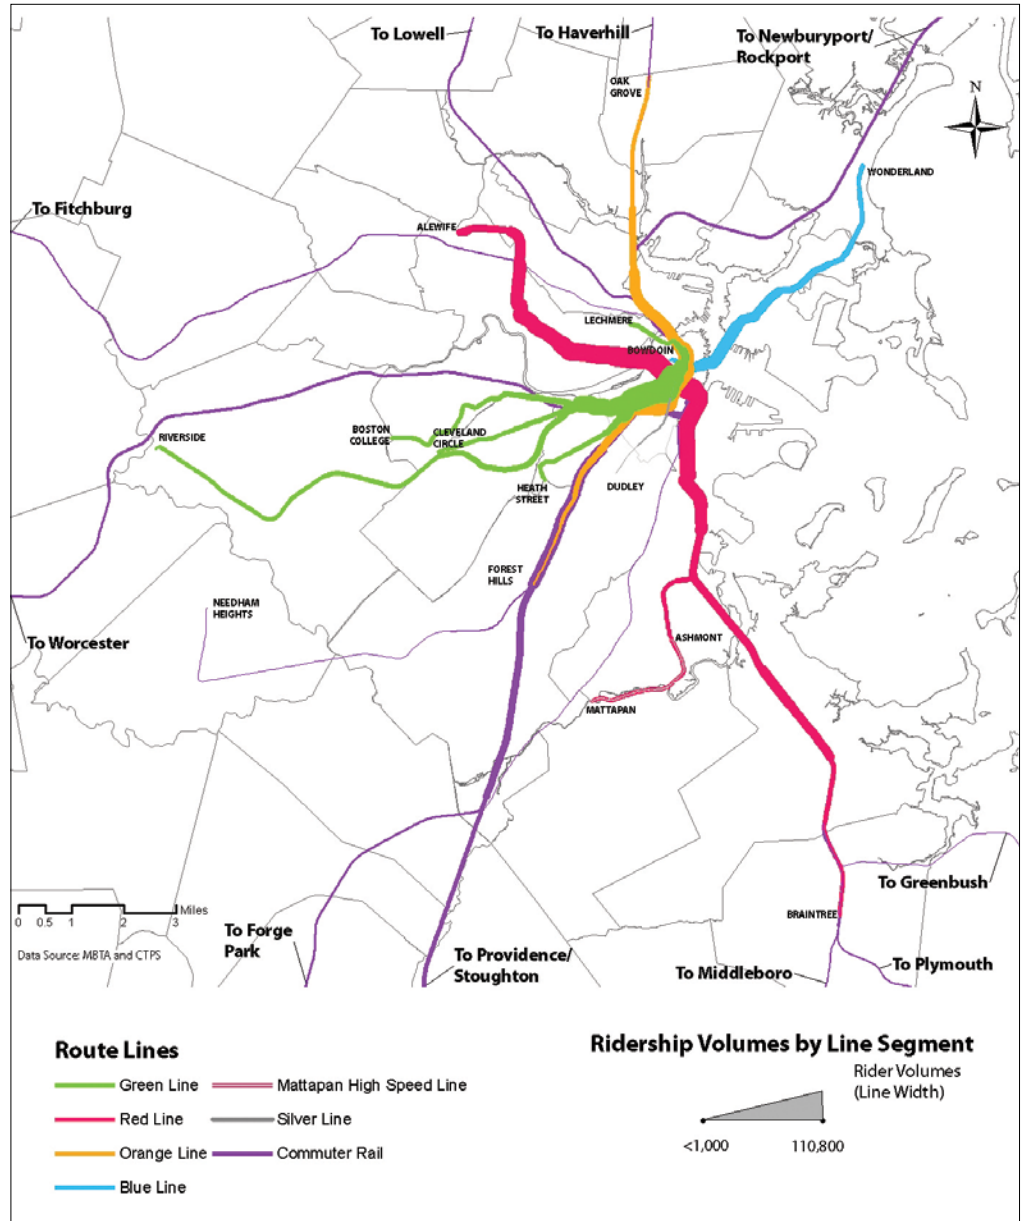 To Lowell
To Haverhill
To Newburyport/
Rockport
OAK
GROVE
N
WONDERLAND
To Fitchburg
ALEWIFE
LECHMERE
BOWDOIN
RIVERSIDE
BOSTON
COLLEGE
CLEVELAND
CIRCLE
HEATH
STREET
DUDLEY
FOREST
HILLS
NEEDHAM
HEIGHTS
To Worcester
ASHMONT
MATTAPAN
To Greenbush
BRAINTREE
Miles
0 0.5 1 2 3
Data Source: MBTA and CTPS
To Forge
Park
To Providence/
Stoughton
To Middleboro
To Plymouth
Route Lines
Green Line
Red Line
Orange Line
Blue Line
Mattapan High Speed Line
Silver Line
Commuter Rail
Ridership Volumes by Line Segment
Rider Volumes
(Line Width)
<1,000
110,800